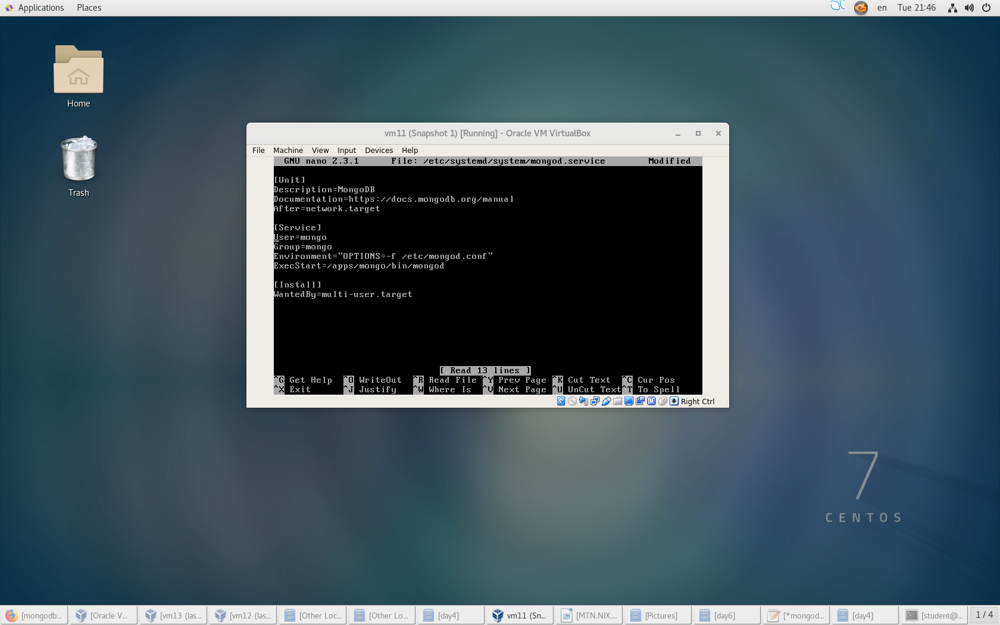 Applications Places en Tue 21:46
Home
Trash
vm11 (Snapshot 1) [Running] - Oracle VM VirtualBox
File Machine View Input Devices Help
GNU nano 2.3.1 File: /etc/systemd/system/mongod.service Modified
[Unit]
Description=MongoDB
Documentation=https://docs.mongodb.org/manual
After=network.target
[Service]
User=mongo
Group=mongo
Environment="OPTIONS=-f /etc/mongod.conf"
ExecStart=/apps/mongo/bin/mongod
[Install]
WantedBy=multi-user.target
[ Read 13 lines ]
^G Get Help ^O WriteOut ^R Read File ^Y Prev Page ^K Cut Text ^C Cur Pos
^X Exit ^J Justify ^W Where Is ^V Next Page ^U UnCut Text ^T To Spell
Right Ctrl
7
CENTOS
[mongodb... [Oracle V... [vm13 (las... [vm12 (las... [Other Loc... [Other Lo... [day4] vm11 (Sn... [MTN.NIX.... [Pictures] [day6] [*mongod... [day4] [student@... 1 / 4